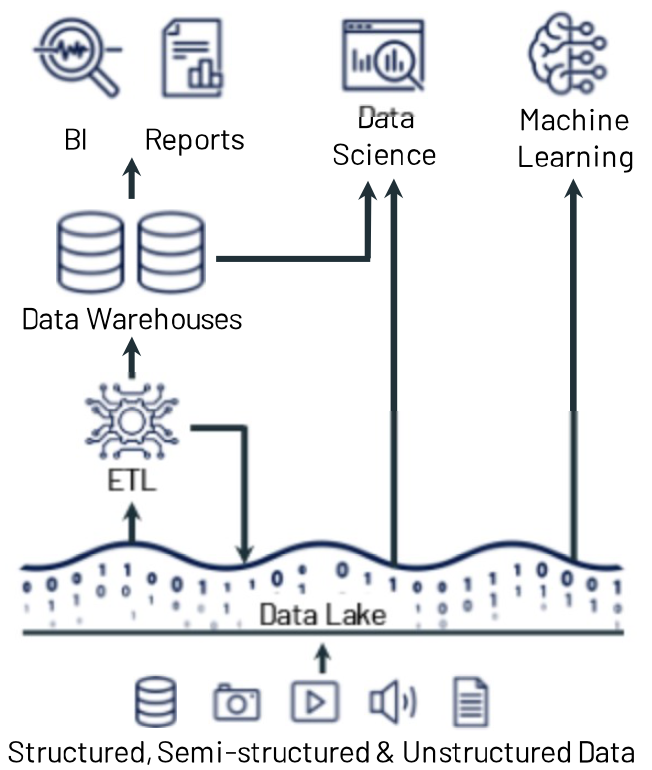 BI
Reports
Data
Science
Machine
Learning
Data Warehouses
ETL
Data Lake
Structured, Semi-structured & Unstructured Data